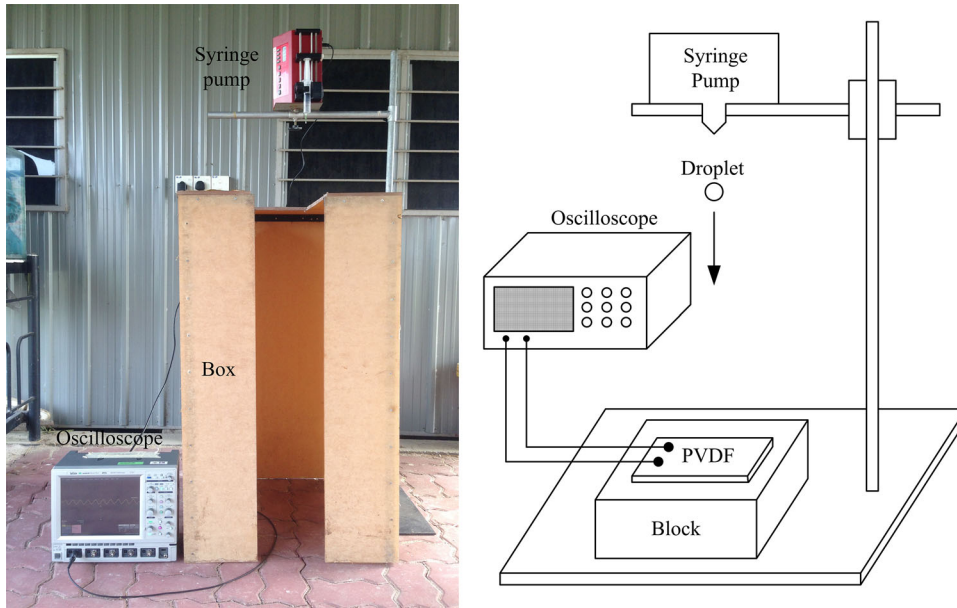 Syringe
pump
Box
Oscilloscope
Syringe
Pump
Droplet
Oscilloscope
PVDF
Block